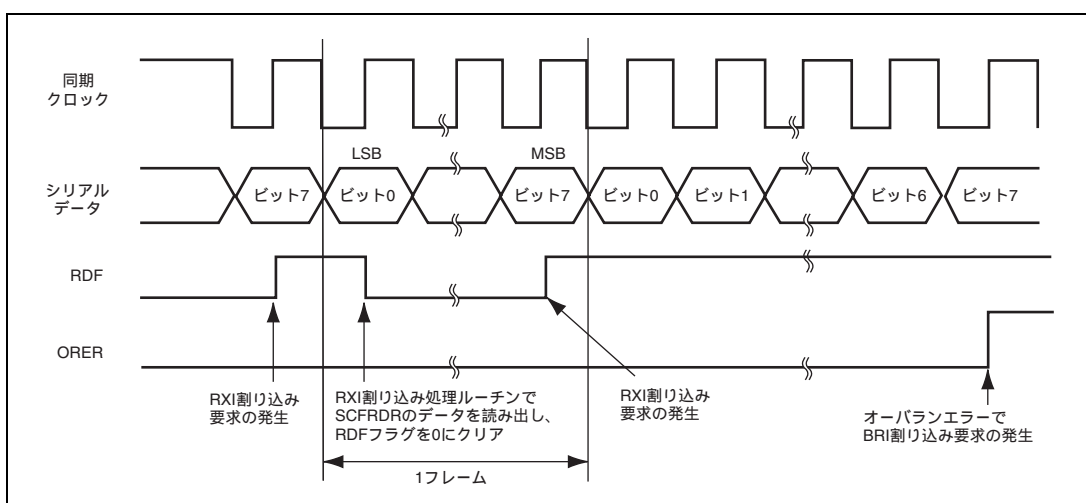 同期
クロック
LSB
MSB
シリアル
データ
ビット7
ビット0
ビット7
ビット0
ビット1
ビット6
ビット7
RDF
ORER
RXI割り込み
要求の発生
RXI割り込み処理ルーチンで
SCFRDRのデータを読み出し、
RDFフラグを0にクリア
RXI割り込み
要求の発生
オーバランエラーで
BRI割り込み要求の発生
1フレーム